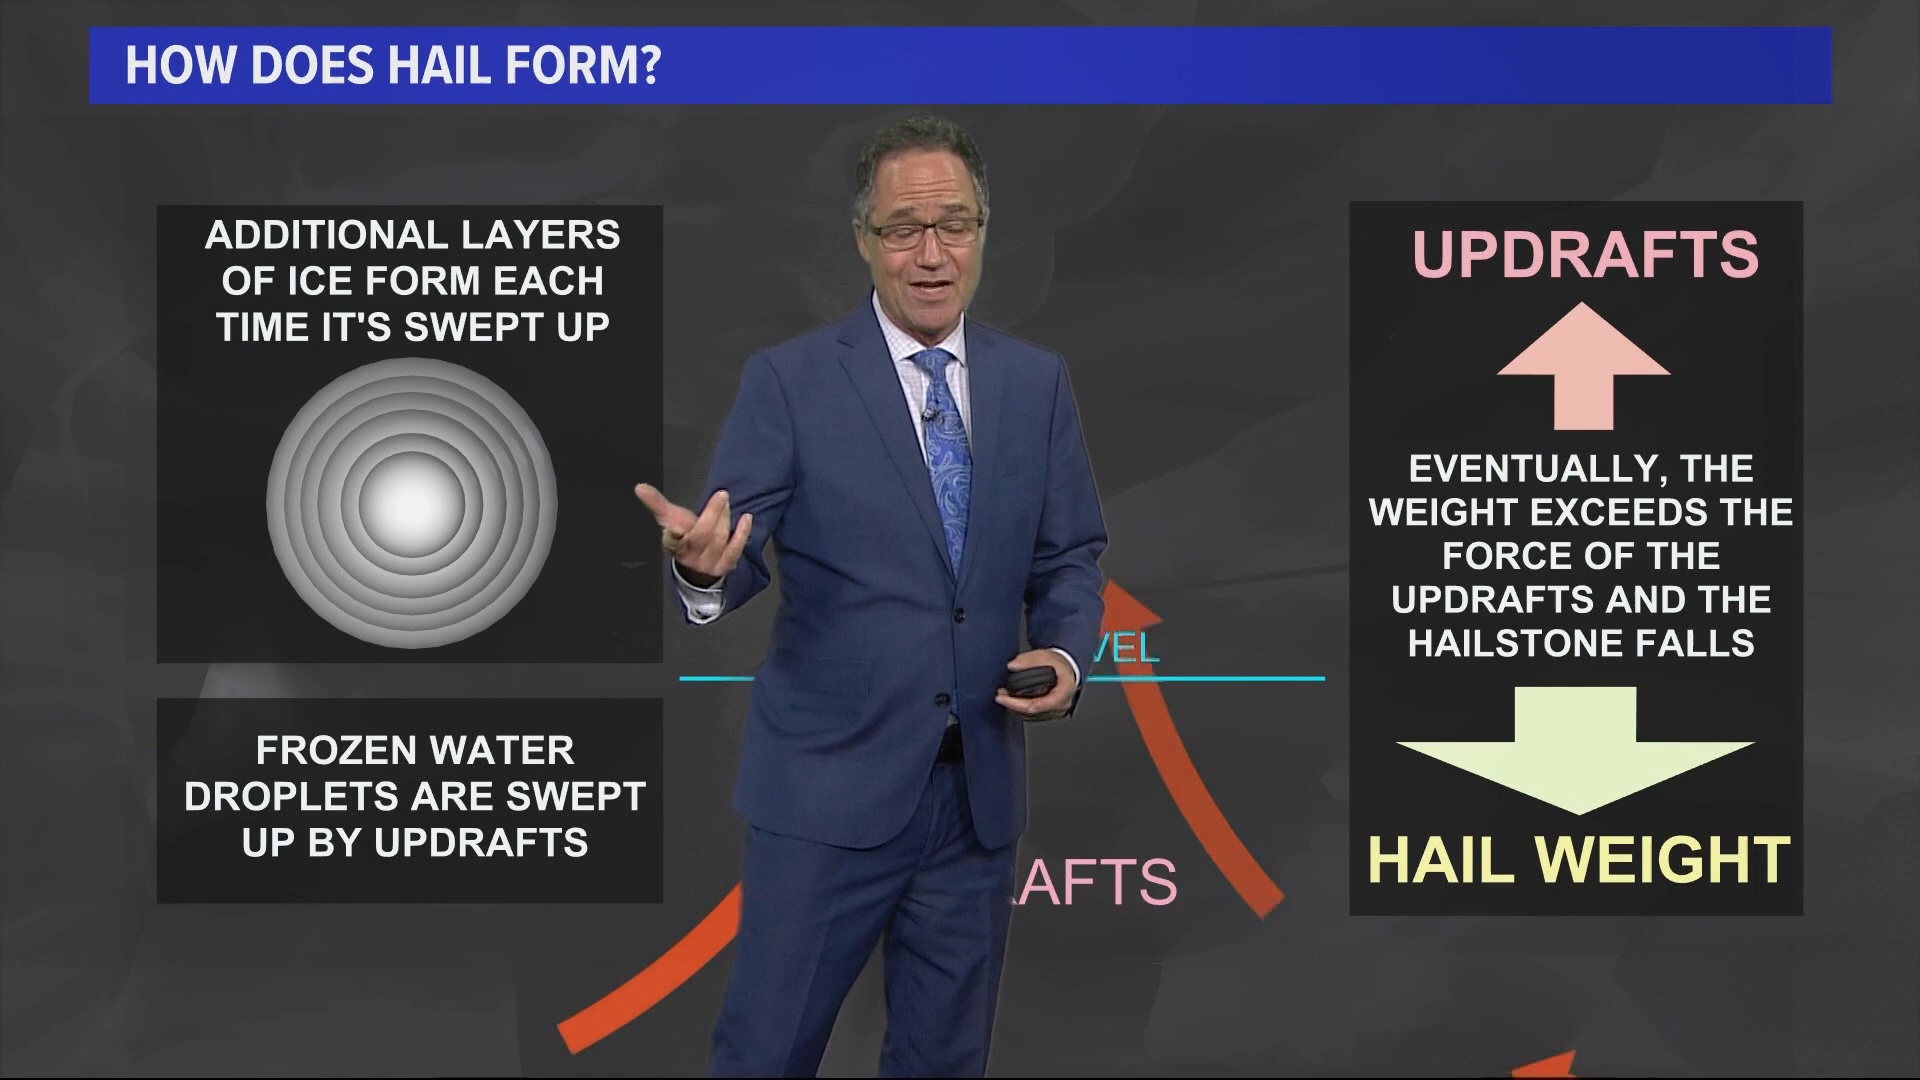 HOW DOES HAIL FORM?
ADDITIONAL LAYERS
OF ICE FORM EACH
TIME IT'S SWEPT UP
FROZEN WATER
DROPLETS ARE SWEPT
UP BY UPDRAFTS
VEL
AFTS
UPDRAFTS
EVENTUALLY, THE
WEIGHT EXCEEDS THE
FORCE OF THE
UPDRAFTS AND THE
HAILSTONE FALLS
HAIL WEIGHT